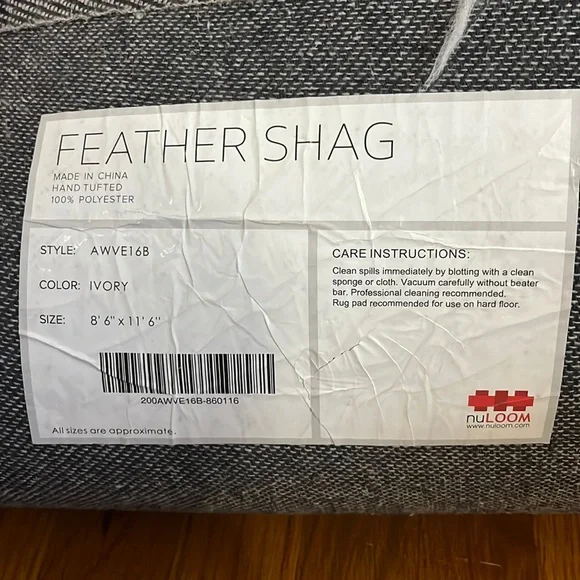 FEATHER SHAG
MADE IN CHINA
HAND TUFTED
100% POLYESTER
STYLE: AWVE16B
COLOR: IVORY
SIZE: 8' 6" x 11' 6"
200AWVE16B-860116
All sizes are approximate.
CARE INSTRUCTIONS:
Clean spills immediately by blotting with a clean
sponge or cloth. Vacuum carefully without beater
bar. Professional cleaning recommended.
Rug pad recommended for use on hard floor.
nuLOOM
www.nuloom.com